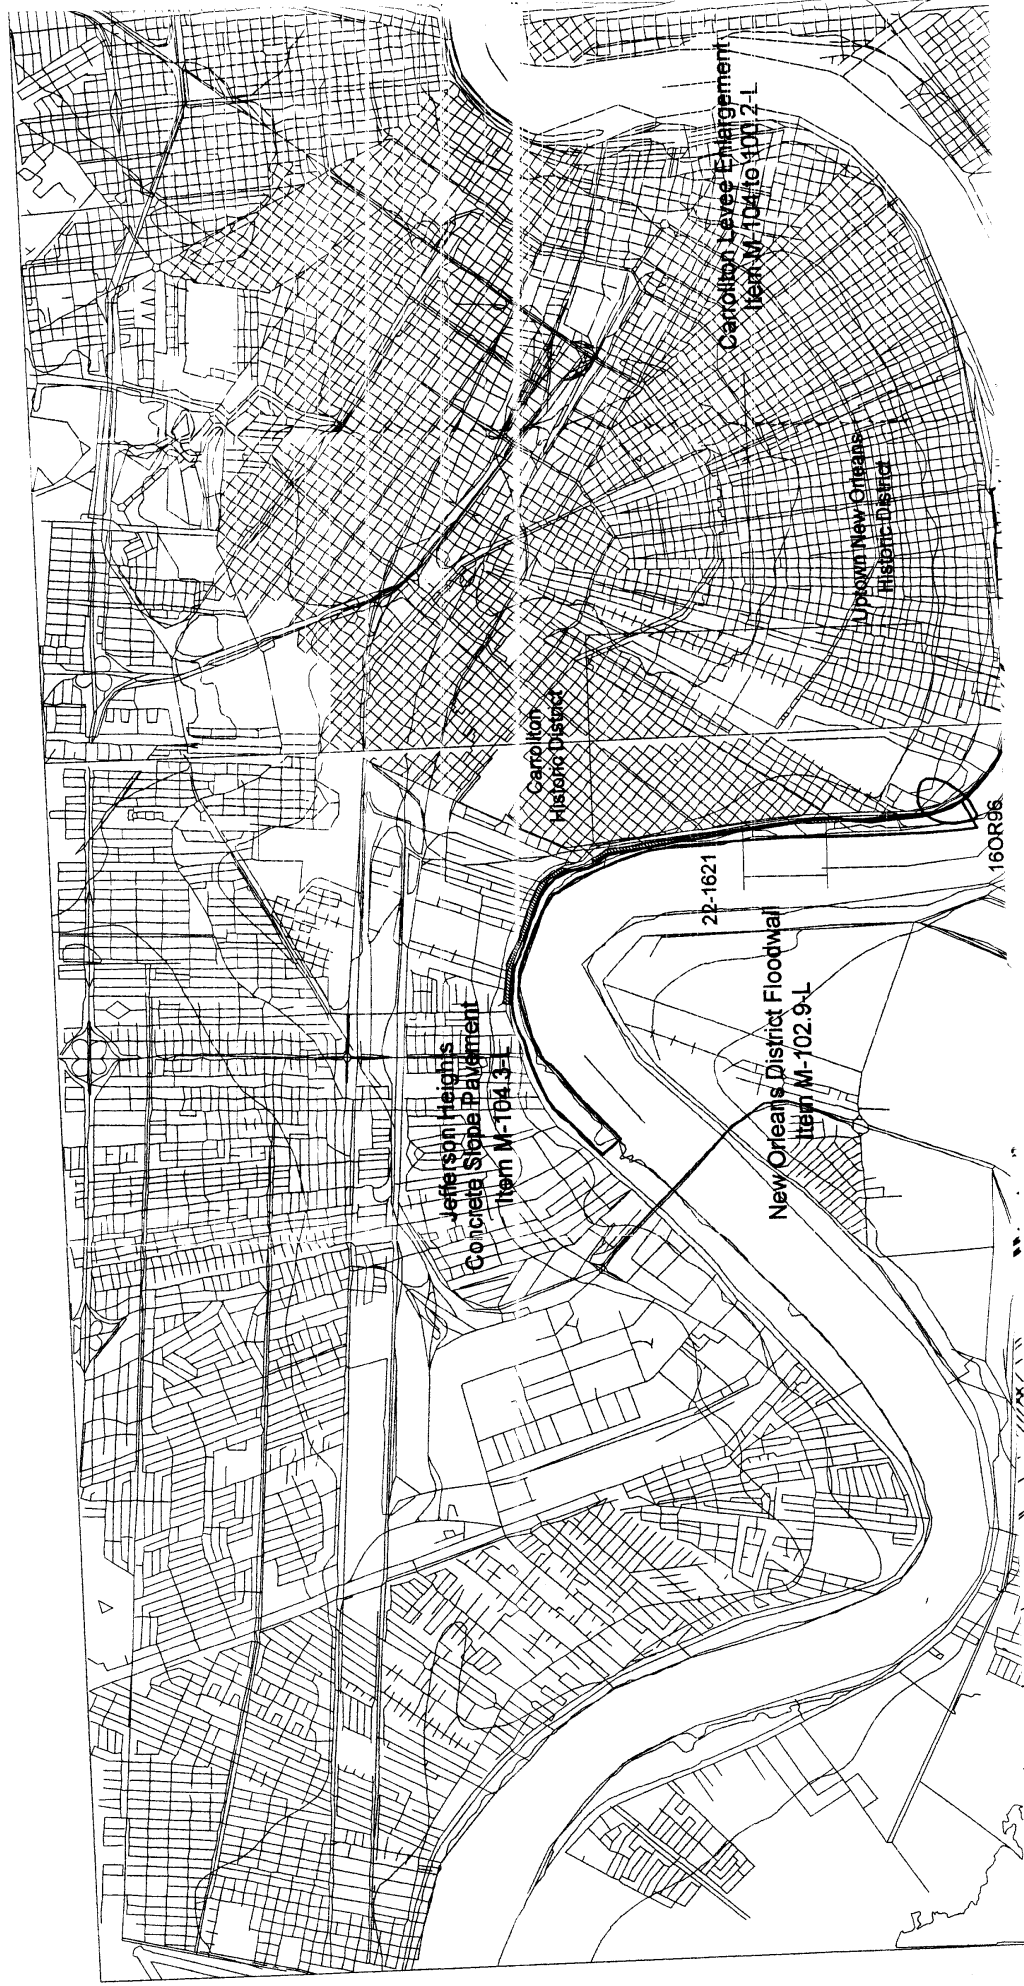 Carrollton Levee Enlargement
Item M-104 to 100.2-L
Uptown New Orleans
Historic District
Carrollton
Historic District
16OR96
22-1621
New Orleans District Floodwall
Item M-102.9-L
Jefferson Heights
Concrete Slope Pavement
Item M-104.3-L